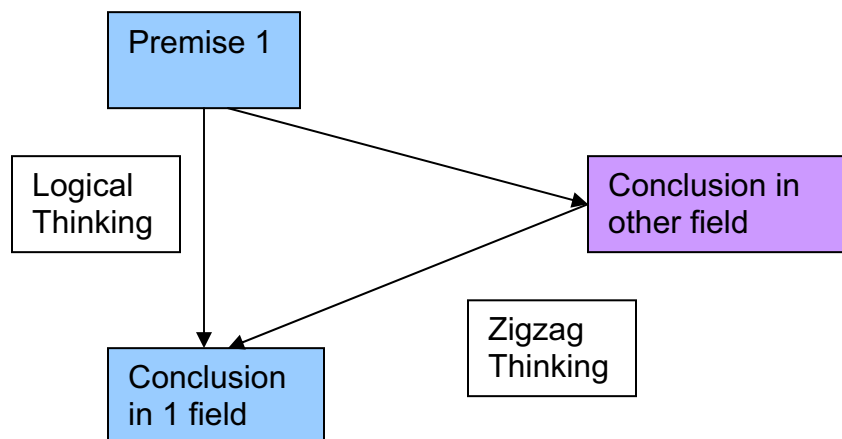 Premise 1
Logical
Thinking
Conclusion in
other field
Zigzag
Thinking
Conclusion
in 1 field